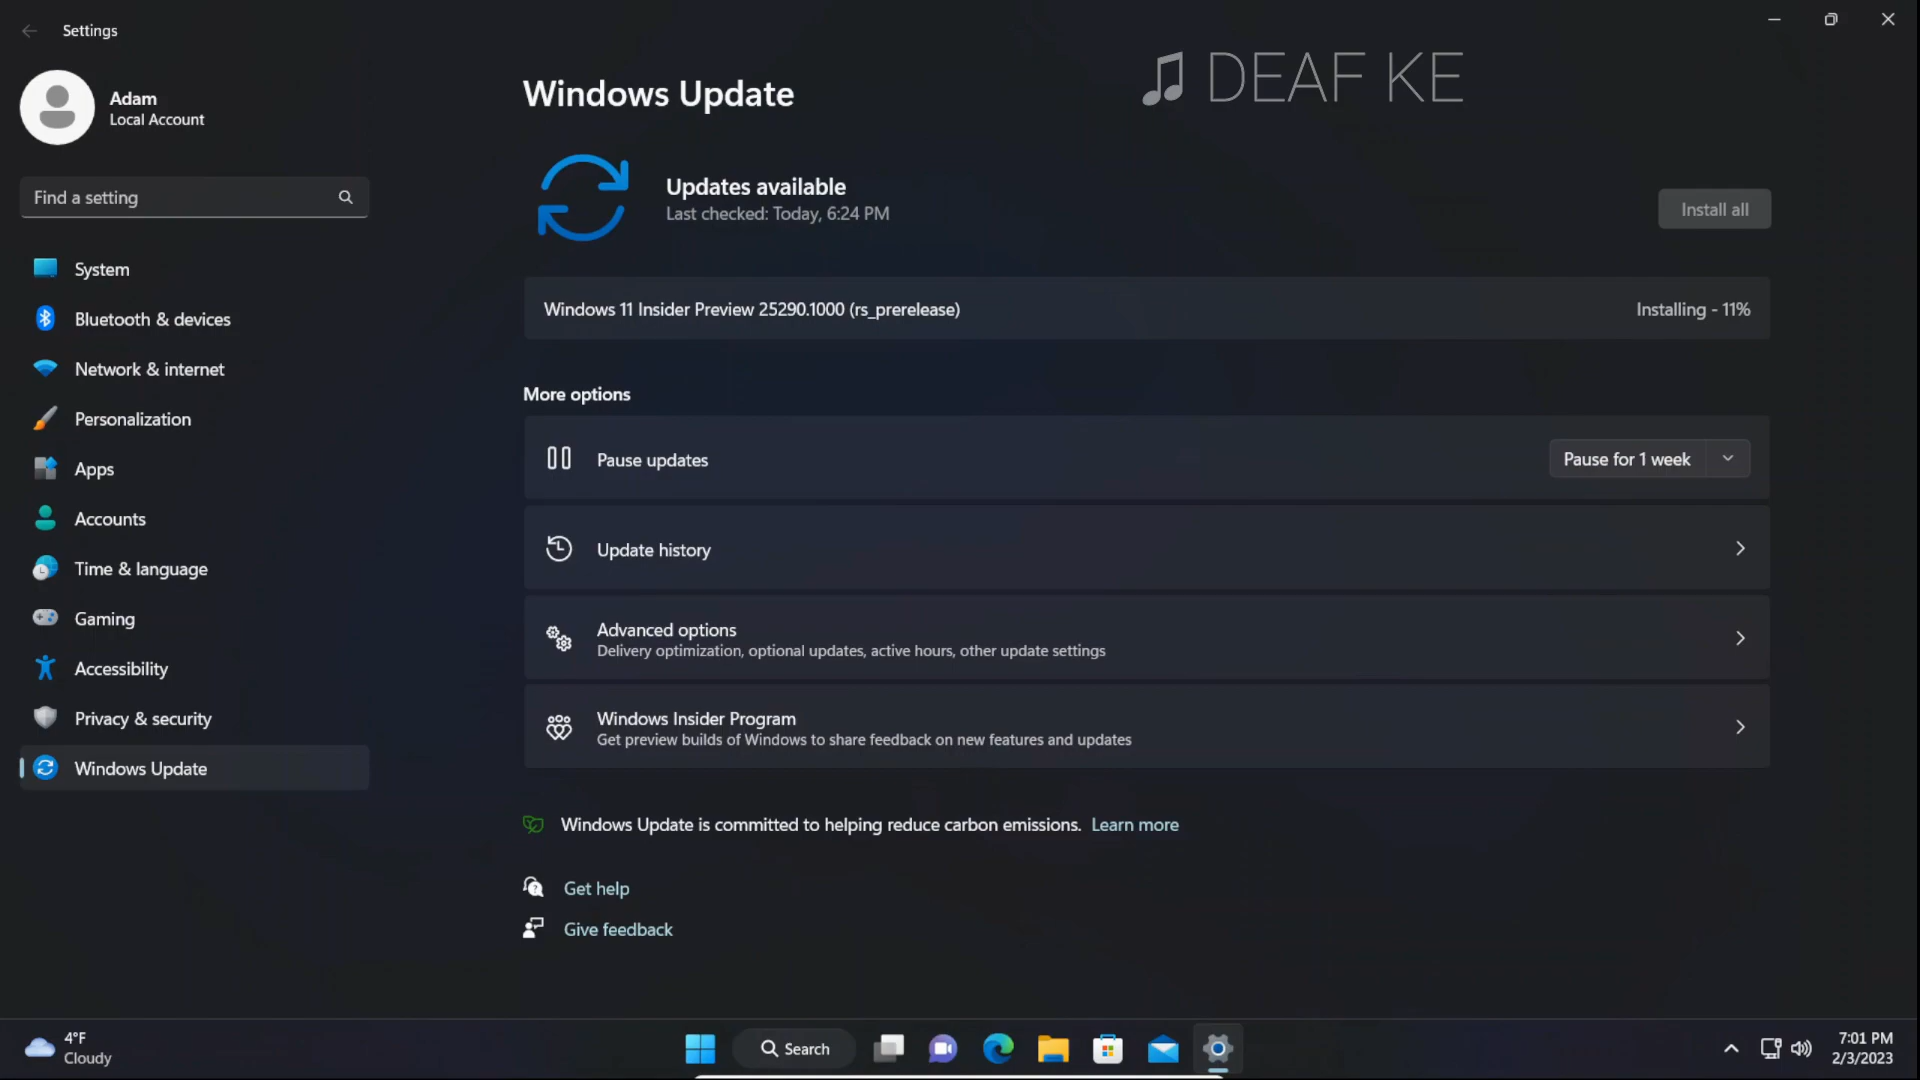 Settings
DEAF KE
Adam
Local Account
Find a setting
System
Bluetooth & devices
Network & internet
Personalization
Apps
Accounts
Time & language
Gaming
Accessibility
Privacy & security
Windows Update
Windows Update
Updates available
Last checked: Today, 6:24 PM
Install all
Windows 11 Insider Preview 25290.1000 (rs_prerelease)
Installing - 11%
More options
Pause updates
Pause for 1 week
Update history
Advanced options
Delivery optimization, optional updates, active hours, other update settings
Windows Insider Program
Get preview builds of Windows to share feedback on new features and updates
Windows Update is committed to helping reduce carbon emissions. Learn more
Get help
Give feedback
4°F
Cloudy
Search
7:01 PM
2/3/2023